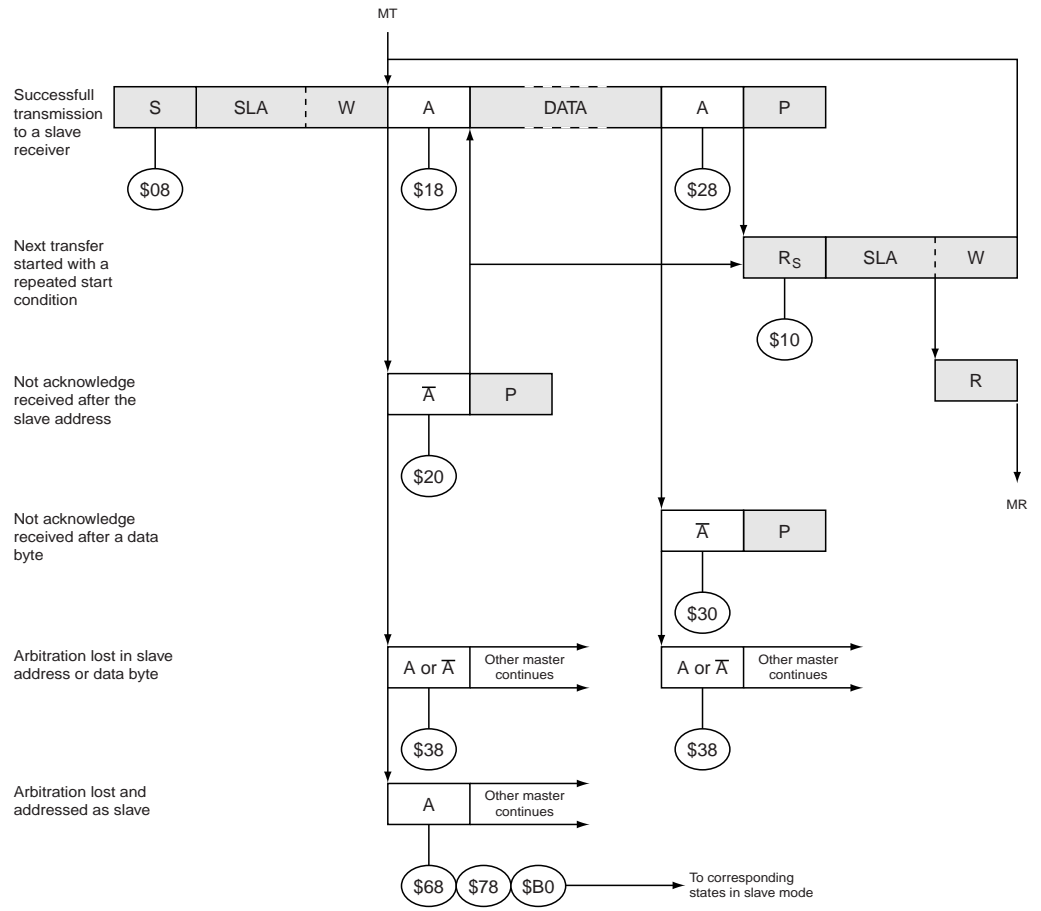 MT
Successfull
transmission
to a slave
receiver
S SLA W A DATA A P
$08 $18 $28
Next transfer
started with a
repeated start
condition
RS SLA W
$10
Not acknowledge
received after the
slave address
A̅ P
R
$20
MR
Not acknowledge
received after a data
byte
A̅ P
$30
Arbitration lost in slave
address or data byte
A or A̅ Other master
continues
A or A̅ Other master
continues
$38 $38
Arbitration lost and
addressed as slave
A Other master
continues
$68 $78 $B0 To corresponding
states in slave mode